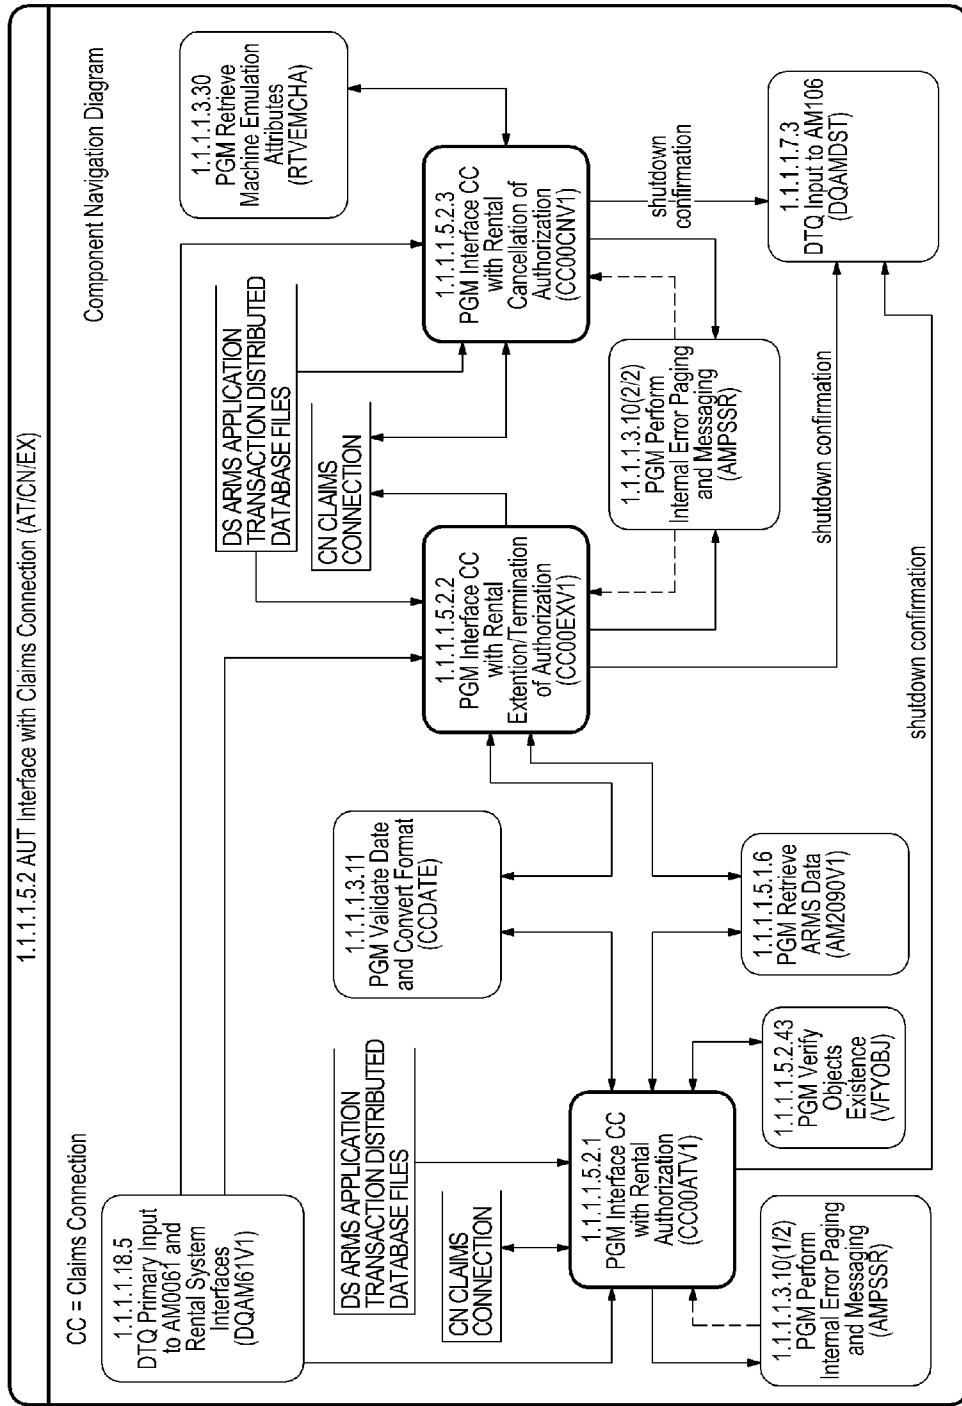 1.1.1.1.5.2 AUT Interface with Claims Connection (AT/CN/EX)
CC = Claims Connection
Component Navigation Diagram
1.1.1.1.18.5
DTQ Primary Input
to AM0061 and
Rental System
Interfaces
(DQAM61V1)
DS ARMS APPLICATION
TRANSACTION DISTRIBUTED
DATABASE FILES
CN CLAIMS
CONNECTION
1.1.1.1.5.2.1
PGM Interface CC
with Rental
Authorization
(CC00ATV1)
1.1.1.1.3.10(1/2)
PGM Perform
Internal Error Paging
and Messaging
(AMPSSR)
1.1.1.1.5.2.43
PGM Verify
Objects
Existence
(VFYOBJ)
1.1.1.1.3.11
PGM Validate Date
and Convert Format
(CCDATE)
1.1.1.1.5.1.6
PGM Retrieve
ARMS Data
(AM2090V1)
DS ARMS APPLICATION
TRANSACTION DISTRIBUTED
DATABASE FILES
CN CLAIMS
CONNECTION
1.1.1.1.5.2.2
PGM Interface CC
with Rental
Extention/Termination
of Authorization
(CC00EXV1)
1.1.1.1.3.10(2/2)
PGM Perform
Internal Error Paging
and Messaging
(AMPSSR)
1.1.1.1.3.30
PGM Retrieve
Machine Emulation
Attributes
(RTVEMCHA)
1.1.1.1.5.2.3
PGM Interface CC
with Rental
Cancellation of
Authorization
(CC00CNV1)
shutdown
confirmation
1.1.1.1.7.3
DTQ Input to AM106
(DQAMDST)
shutdown confirmation
shutdown confirmation